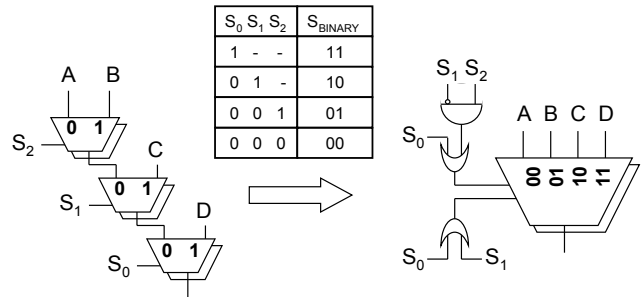 A B
0 1
S2
C
0 1
S1
D
0 1
S0
S0 S1 S2 SBINARY
1 - - 11
0 1 - 10
0 0 1 01
0 0 0 00
S1 S2
S0
A B C D
00 01 10 11
S0 S1